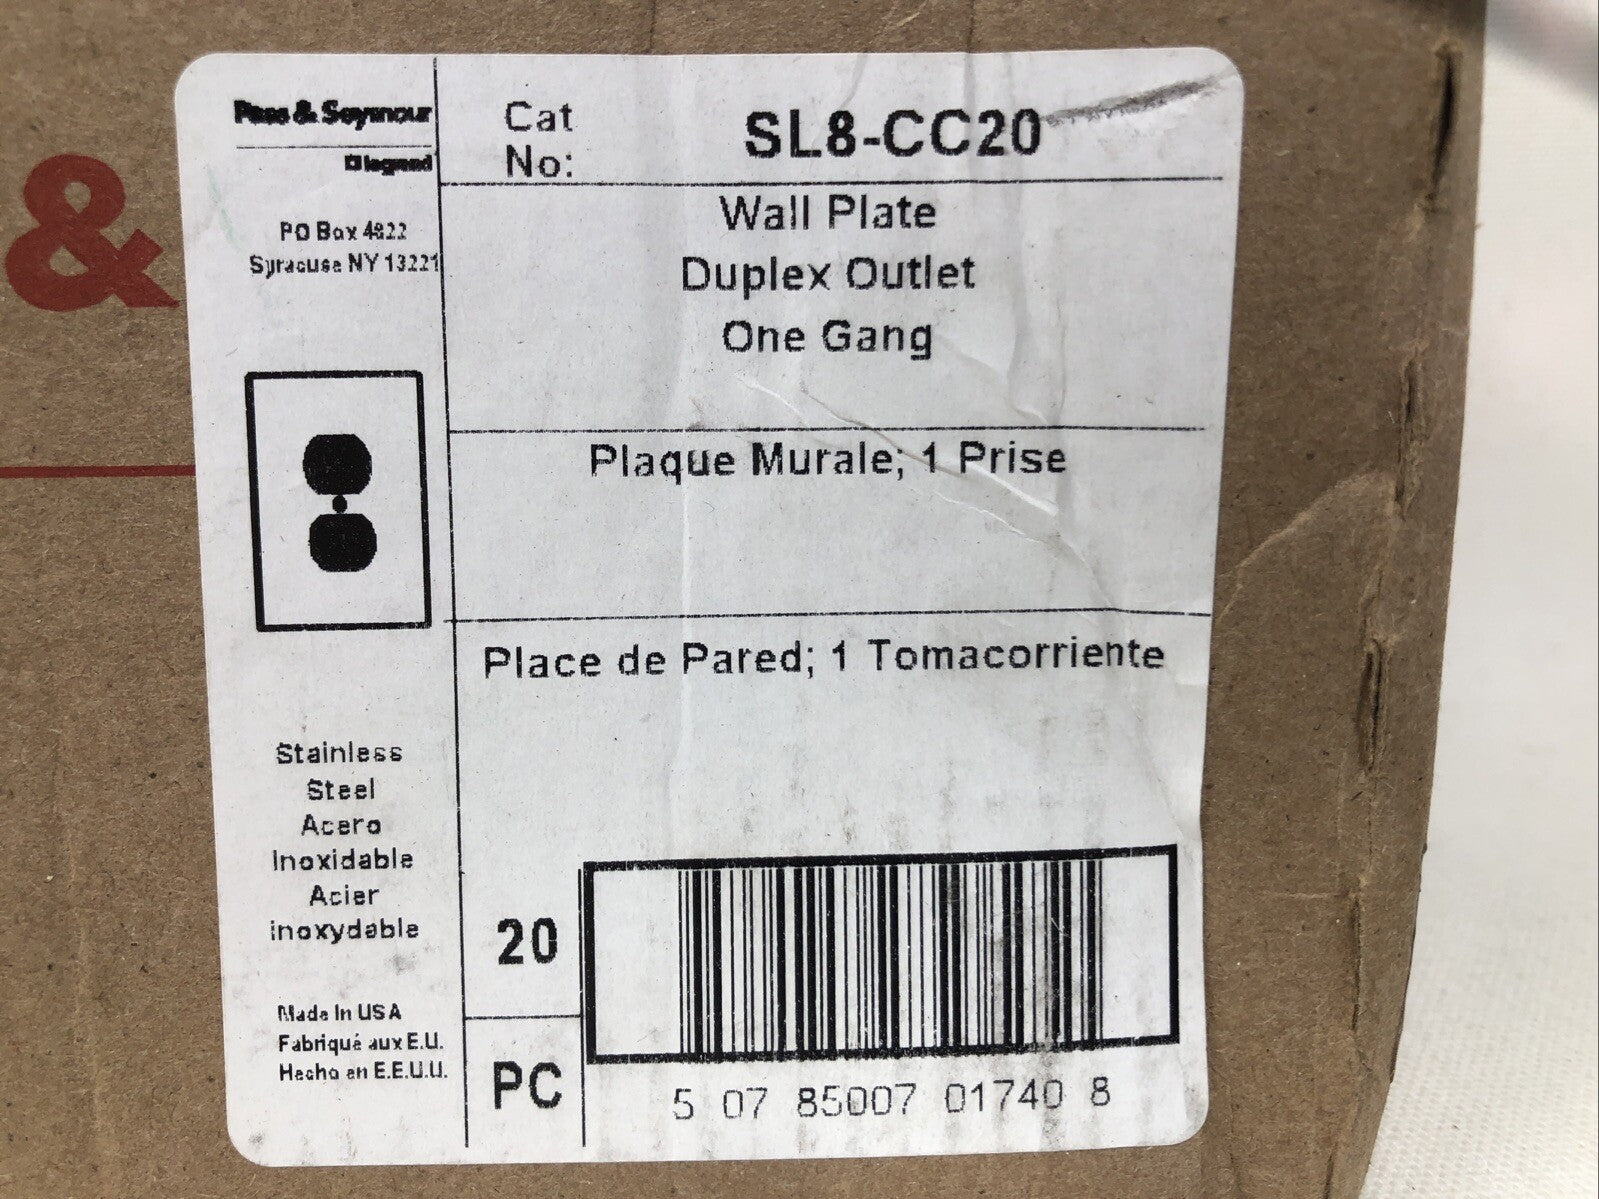 &
Pass & Seymour
legrand
PO Box 4822
Syracuse NY 13221
Cat No:
SL8-CC20
Wall Plate
Duplex Outlet
One Gang
Plaque Murale; 1 Prise
Place de Pared; 1 Tomacorriente
Stainless
Steel
Acero
Inoxidable
Acier
inoxydable
Made In USA
Fabriqué aux E.U.
Hecho en E.E.U.U.
20
PC
5 07 85007 01740 8